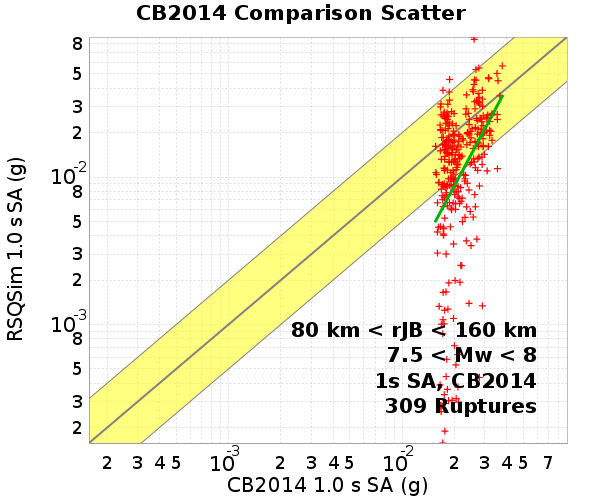 CB2014 Comparison Scatter
RSQSim 1.0 s SA (g)
8
5
3
2
10-2
8
5
3
2
10-3
8
5
3
2
80 km < rJB < 160 km
7.5 < Mw < 8
1s SA, CB2014
309 Ruptures
2 3 4 5 10-3 2 3 4 5 10-2 2 3 4 5 7
CB2014 1.0 s SA (g)